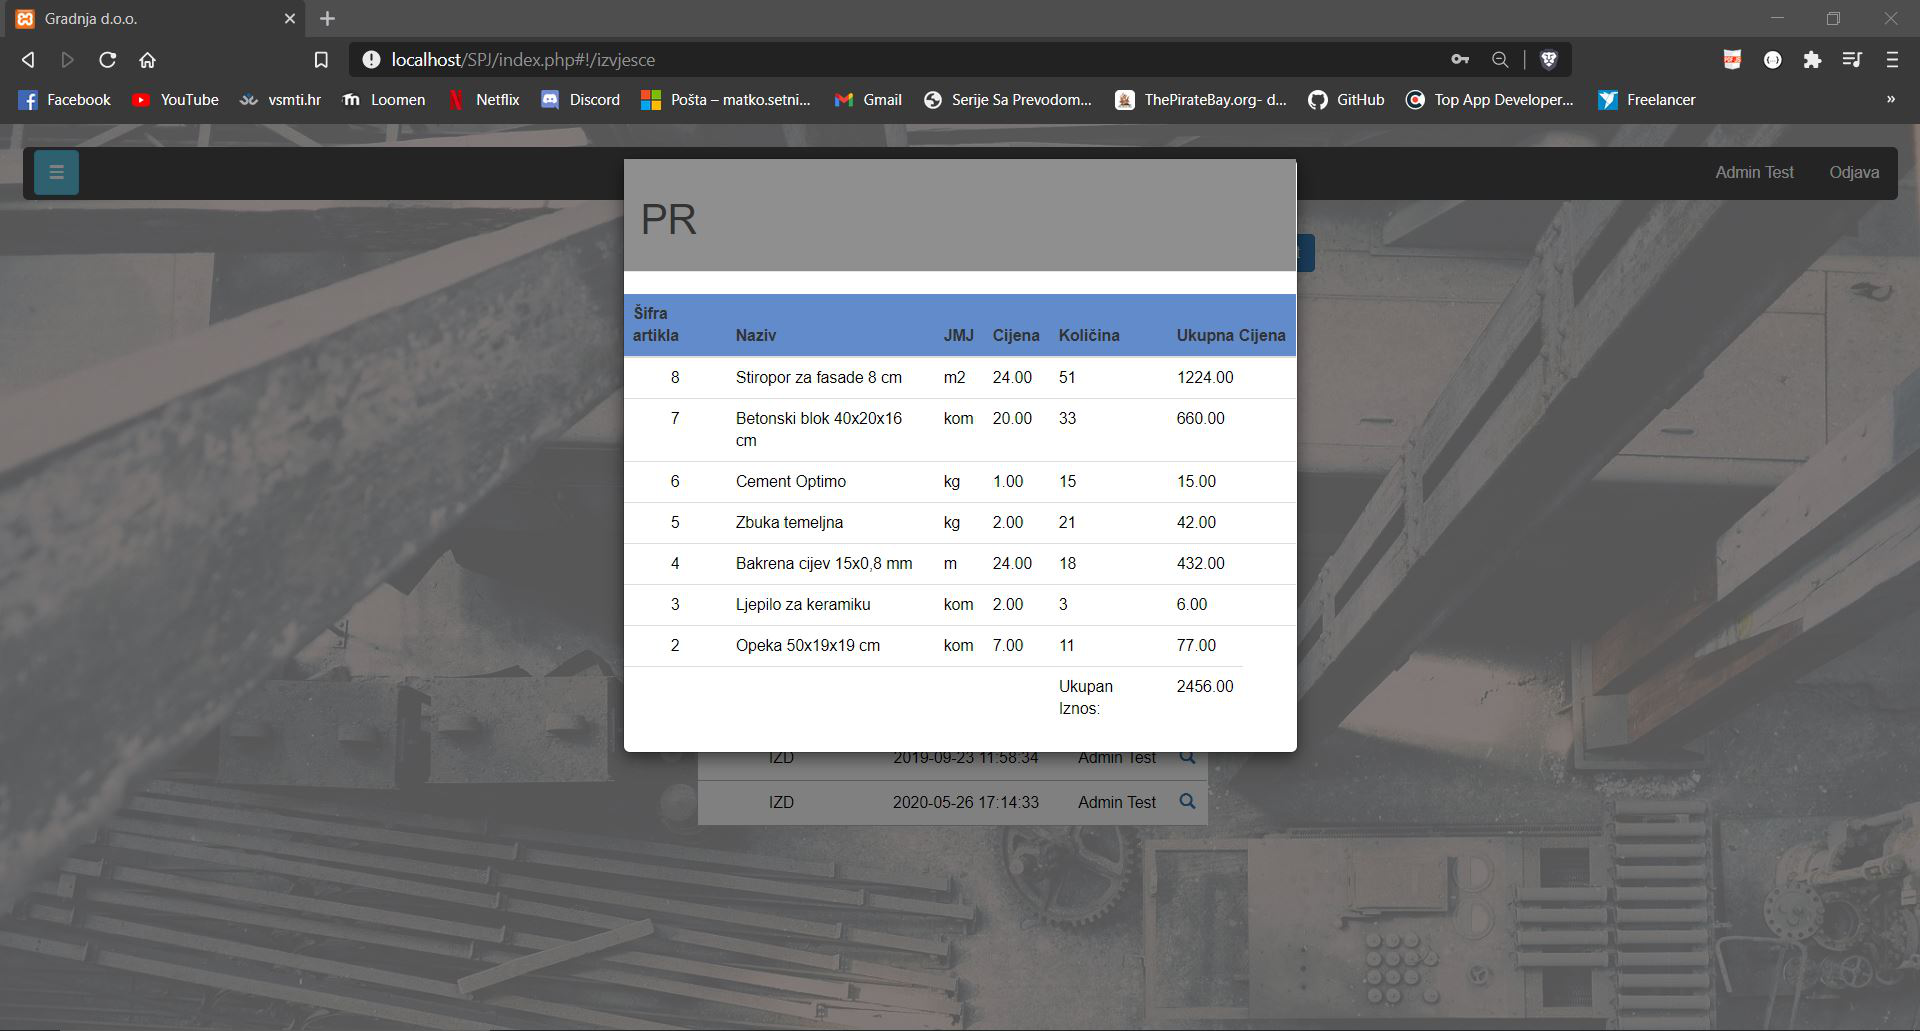 Gradnja d.o.o.
localhost/SPJ/index.php#!/izvjesce
Facebook YouTube vsmti.hr Loomen Netflix Discord Pošta – matko.setni... Gmail Serije Sa Prevodom... ThePirateBay.org- d... GitHub Top App Developer... Freelancer »
Admin Test Odjava
PR
Šifra
artikla Naziv JMJ Cijena Količina Ukupna Cijena
8 Stiropor za fasade 8 cm m2 24.00 51 1224.00
7 Betonski blok 40x20x16 kom 20.00 33 660.00
cm
6 Cement Optimo kg 1.00 15 15.00
5 Zbuka temeljna kg 2.00 21 42.00
4 Bakrena cijev 15x0,8 mm m 24.00 18 432.00
3 Ljepilo za keramiku kom 2.00 3 6.00
2 Opeka 50x19x19 cm kom 7.00 11 77.00
Ukupan 2456.00
Iznos:
IZD 2019-09-23 11:58:34 Admin Test
IZD 2020-05-26 17:14:33 Admin Test